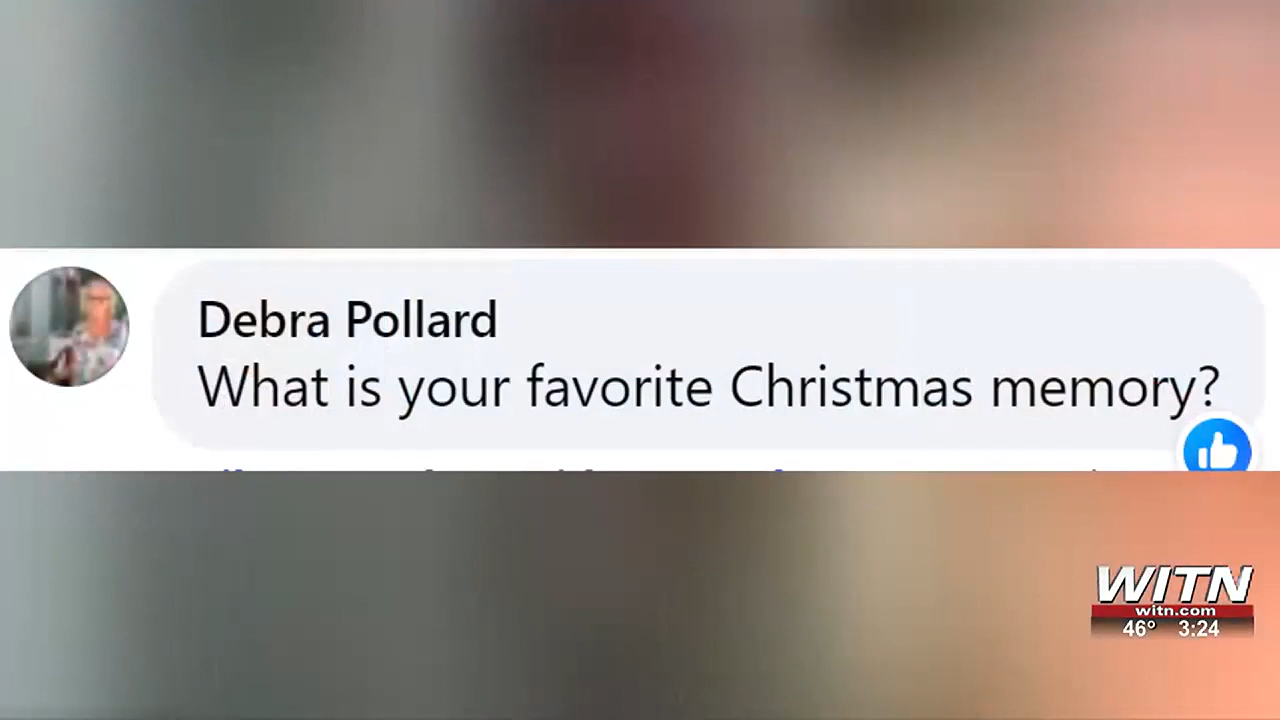 Debra Pollard
What is your favorite Christmas memory?
WITN
witn.com
46° 3:24